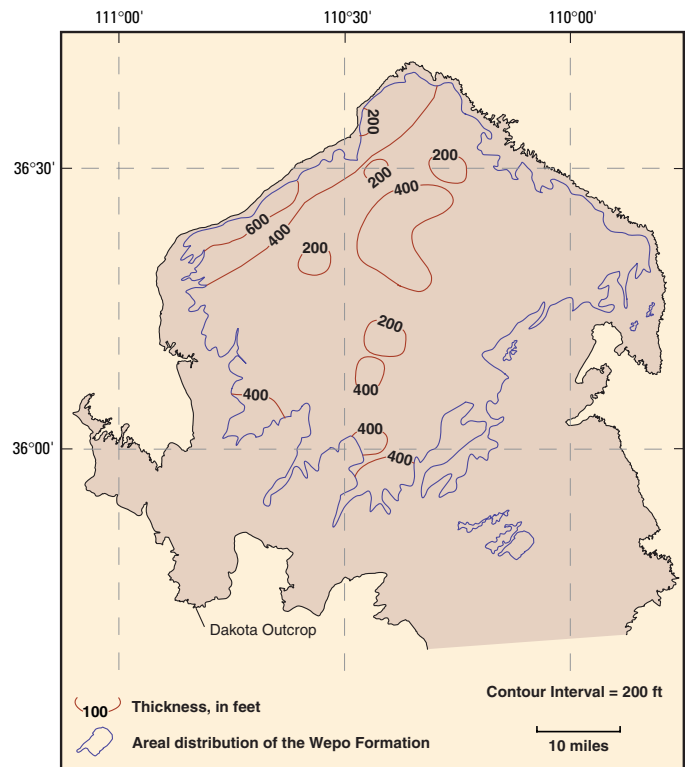 111°00' 110°30' 110°00'
200
36°30'
200
200
400
600
400
200
200
400
400
400
36°00'
400
Dakota Outcrop
100 Thickness, in feet
Contour Interval = 200 ft
Areal distribution of the Wepo Formation
10 miles